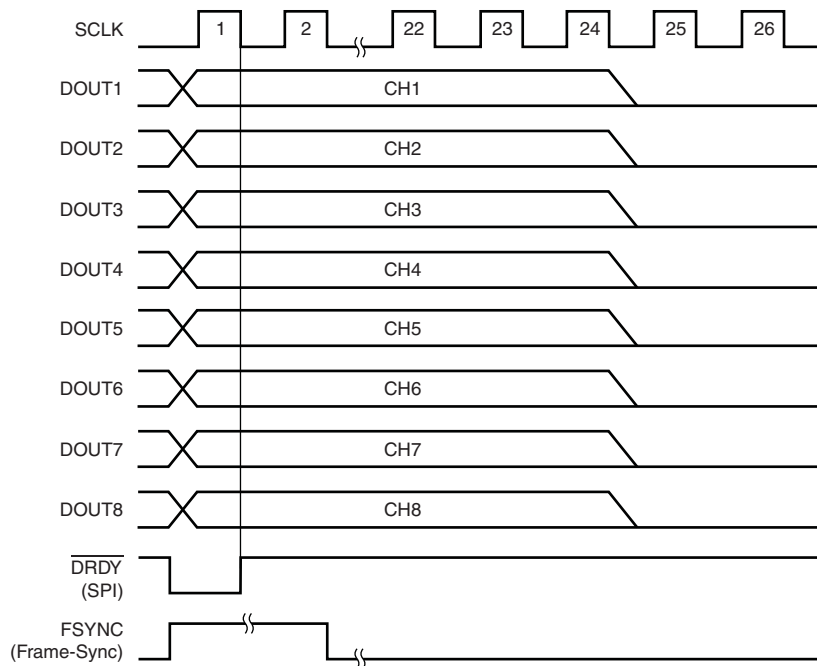 SCLK 1 2 22 23 24 25 26
DOUT1 CH1
DOUT2 CH2
DOUT3 CH3
DOUT4 CH4
DOUT5 CH5
DOUT6 CH6
DOUT7 CH7
DOUT8 CH8
DRDY
(SPI)
FSYNC
(Frame-Sync)